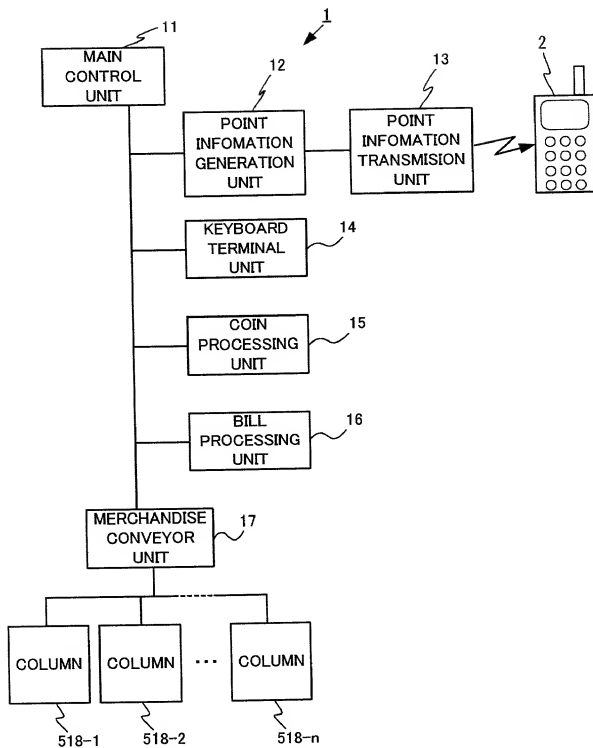 1
11
MAIN
CONTROL
UNIT
12
POINT
INFOMATION
GENERATION
UNIT
13
POINT
INFOMATION
TRANSMISION
UNIT
2
KEYBOARD
TERMINAL
UNIT
14
COIN
PROCESSING
UNIT
15
BILL
PROCESSING
UNIT
16
MERCHANDISE
CONVEYOR
UNIT
17
COLUMN
COLUMN
...
COLUMN
518-1
518-2
518-n